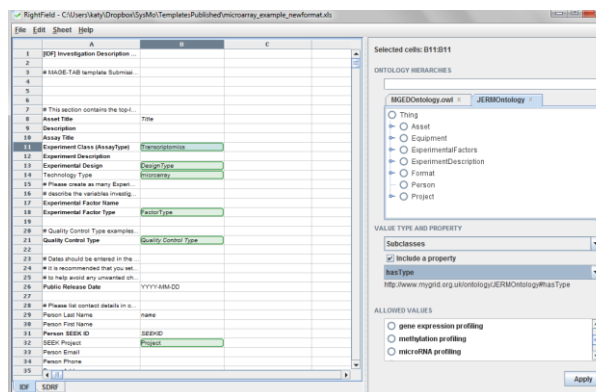 RightField - C:\Users\katy\Dropbox\SysMo\TemplatesPublished\microarray_example_newformat.xls
File Edit Sheet Help
A B C
1 [IDF] Investigation Description ...
2
3 # MAGE-TAB template Submissi...
4
5
6
7 # This section contains the top-l...
8 Asset Title Title
9 Description
10 Assay Title
11 Experiment Class (AssayType) Transcriptomics
12 Experiment Description
13 Experimental Design DesignType
14 Technology Type microarray
15 # Please create as many Experi...
16 # describe the variables investig...
17 Experimental Factor Name
18 Experimental Factor Type FactorType
19
20 # Quality Control Type examples...
21 Quality Control Type Quality Control Type
22
23 # Dates should be entered in the ...
24 # It is recommended that you set...
25 # to help avoid any unwanted ch...
26 Public Release Date YYYY-MM-DD
27
28 # Please list contact details in o...
29 Person Last Name name
30 Person First Name
31 Person SEEK ID SEEKID
32 SEEK Project Project
33 Person Email
34 Person Phone
35
IDF SDRF
Selected cells: B11:B11
ONTOLOGY HIERARCHIES
MGEDOntology.owl × JERMOntology ×
Thing
Asset
Equipment
ExperimentalFactors
ExperimentDescription
Format
Person
Project
VALUE TYPE AND PROPERTY
Subclasses
Include a property
hasType
http://www.mygrid.org.uk/ontology/JERMOntology#hasType
ALLOWED VALUES
gene expression profiling
methylation profiling
microRNA profiling
Apply